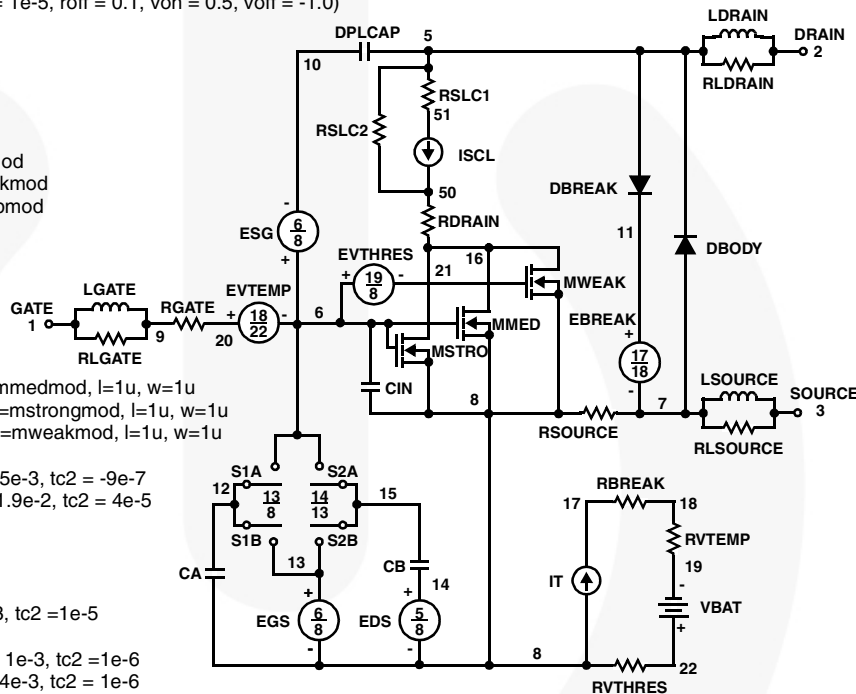 = 1e-5, roff = 0.1, von = 0.5, voff = -1.0)
LDRAIN
DPLCAP
5
DRAIN
2
10
RLDRAIN
RSLC1
51
RSLC2
ISCL
od
kmod
omod
50
DBREAK
-
RDRAIN
ESG
6
8
+
11
DBODY
EVTHRES
16
21
+
19
8
-
MWEAK
LGATE
EVTEMP
GATE
1
RGATE
+
18
22
-
6
EBREAK
MMED
9
20
+
MSTRO
17
18
RLGATE
-
LSOURCE
CIN
SOURCE
3
mmedmod, l=1u, w=1u
=mstrongmod, l=1u, w=1u
=mweakmod, l=1u, w=1u
8
7
RSOURCE
RLSOURCE
5e-3, tc2 = -9e-7
1.9e-2, tc2 = 4e-5
S1A
S2A
12
13
8
14
13
15
RBREAK
17
18
S1B
S2B
RVTEMP
13
CB
19
CA
14
IT
-
VBAT
+
+
+
EGS
6
8
EDS
5
8
-
-
3, tc2 =1e-5
8
22
1e-3, tc2 =1e-6
4e-3, tc2 = 1e-6
RVTHRES